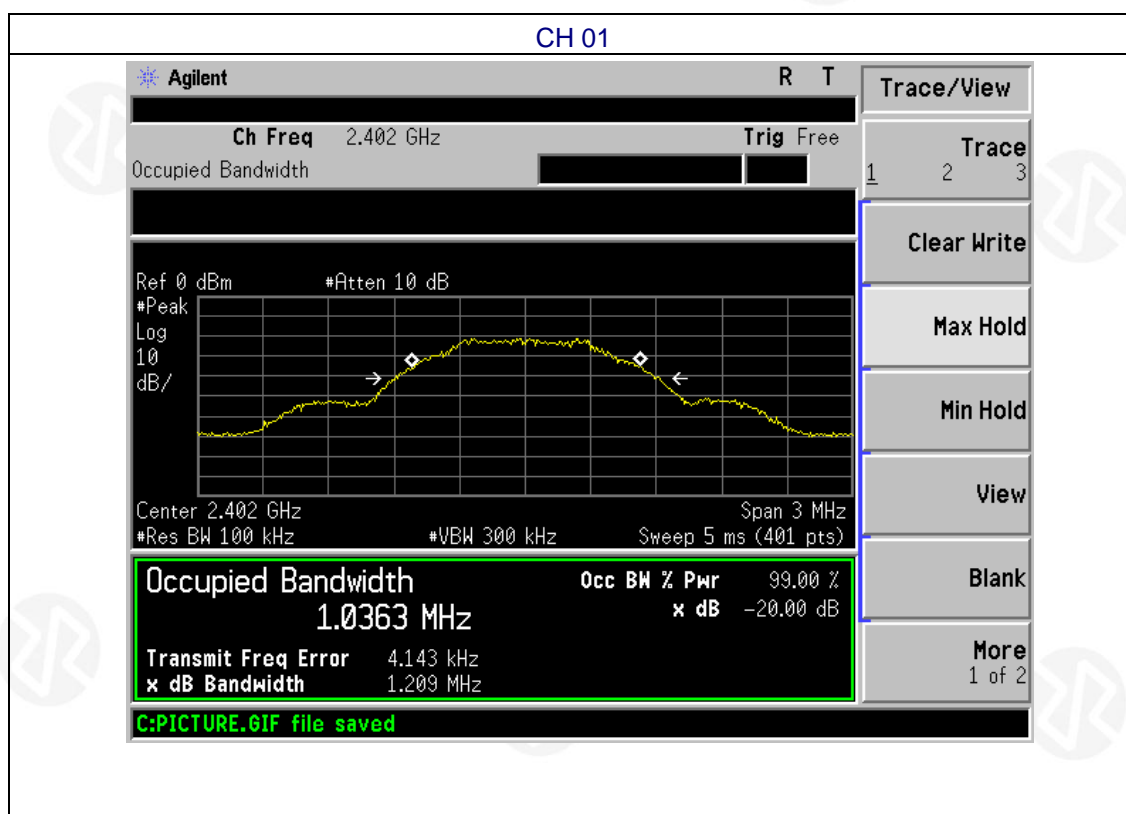 CH 01
Agilent R T
Trace/View
Ch Freq 2.402 GHz Trig Free
Occupied Bandwidth
Trace
1 2 3
Clear Write
Ref 0 dBm #Atten 10 dB
#Peak
Log
10
dB/
Max Hold
Min Hold
View
Center 2.402 GHz Span 3 MHz
#Res BW 100 kHz #VBW 300 kHz Sweep 5 ms (401 pts)
Occupied Bandwidth Occ BW % Pwr 99.00 %
1.0363 MHz x dB -20.00 dB
Blank
Transmit Freq Error 4.143 kHz
x dB Bandwidth 1.209 MHz
More
1 of 2
C:PICTURE.GIF file saved